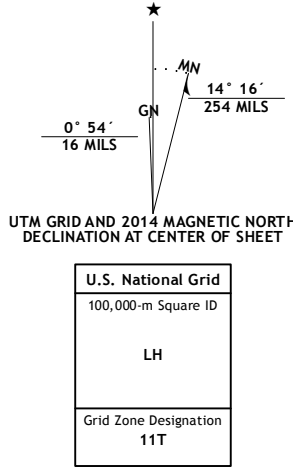 ★
MN
GN
14° 16´
254 MILS
0° 54´
16 MILS
UTM GRID AND 2014 MAGNETIC NORTH
DECLINATION AT CENTER OF SHEET
U.S. National Grid
100,000-m Square ID
LH
Grid Zone Designation
11T